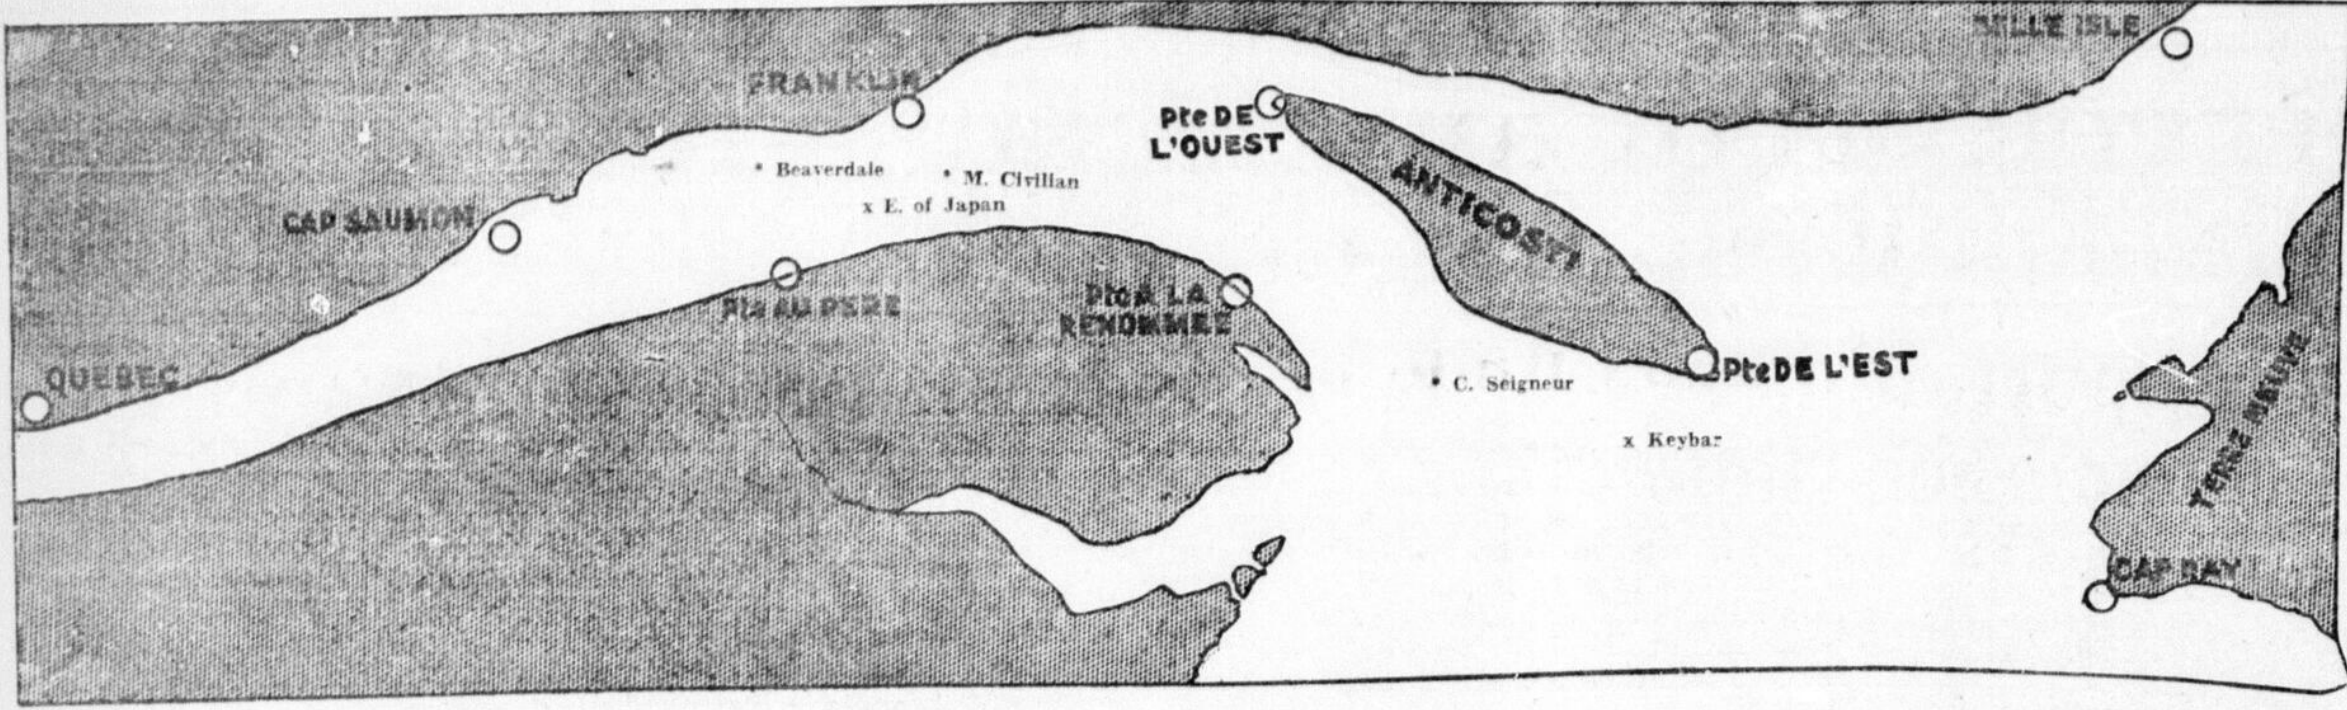 BELLE ISLE
FRANKLIN
Pte DE
L'OUEST
* Beaverdale
* M. Civilian
x E. of Japan
ANTICOSTI
CAP SAUMON
Pte AU PERE
Pte À LA
RENOMMEE
QUEBEC
Pte DE L'EST
* C. Seigneur
x Keybar
TERRE NEUVE
CAP RAY